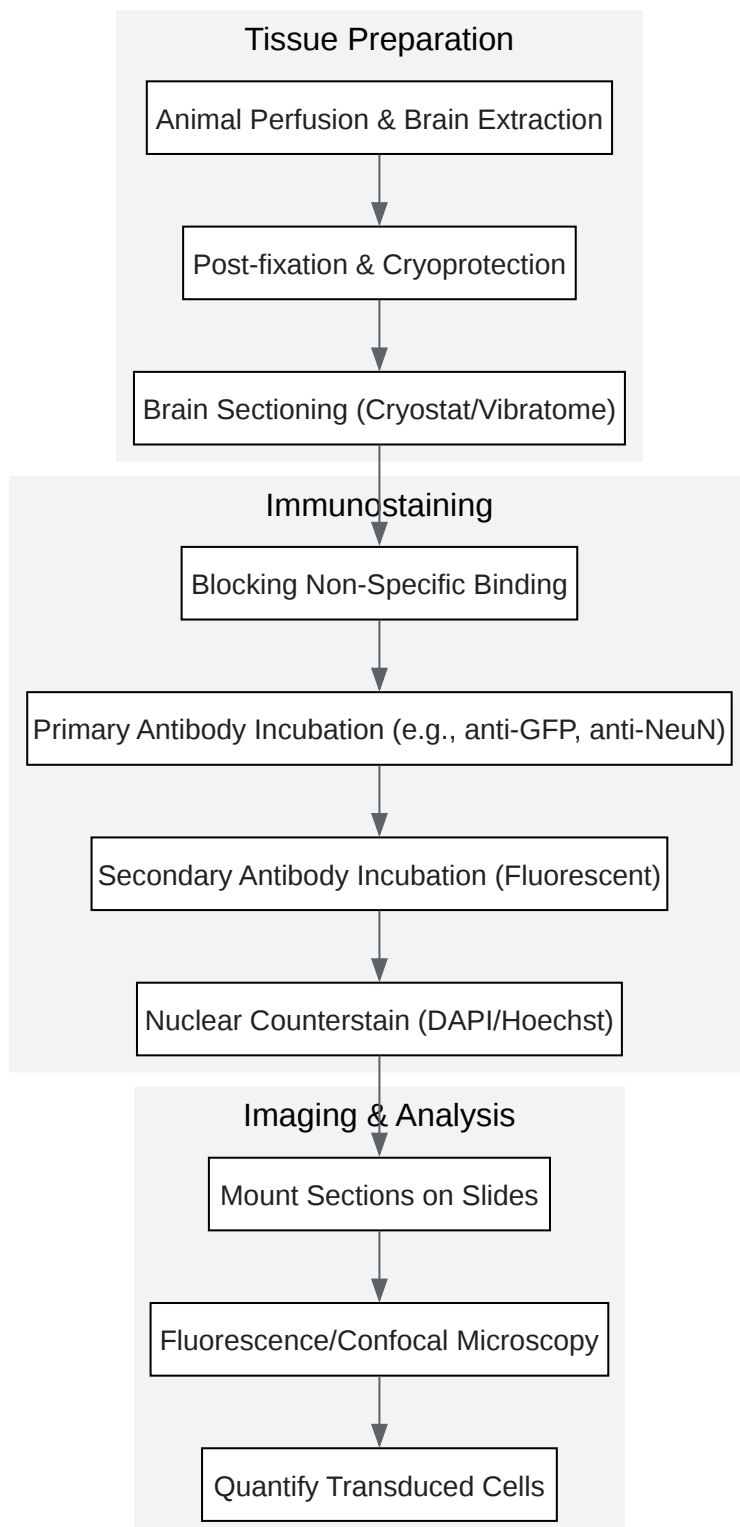 Tissue Preparation
Animal Perfusion & Brain Extraction
Post-fixation & Cryoprotection
Brain Sectioning (Cryostat/Vibratome)
Immunostaining
Blocking Non-Specific Binding
Primary Antibody Incubation (e.g., anti-GFP, anti-NeuN)
Secondary Antibody Incubation (Fluorescent)
Nuclear Counterstain (DAPI/Hoechst)
Imaging & Analysis
Mount Sections on Slides
Fluorescence/Confocal Microscopy
Quantify Transduced Cells